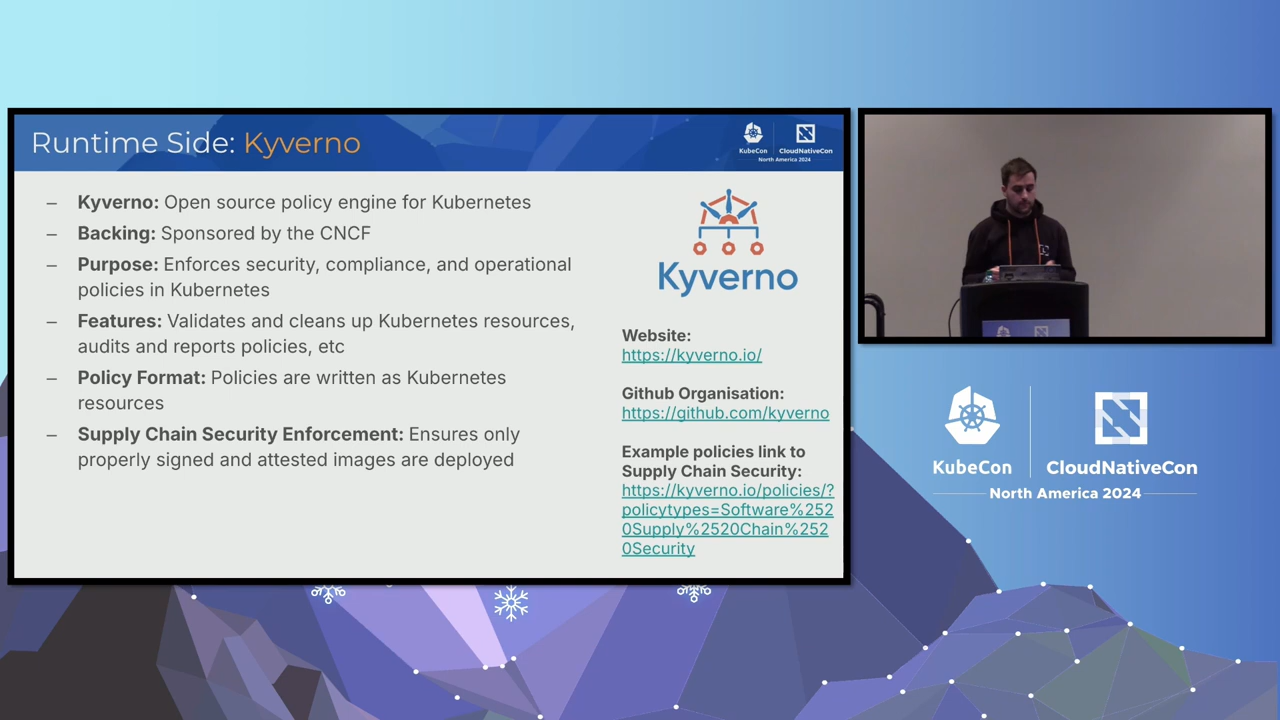 Runtime Side: Kyverno
KubeCon
CloudNativeCon
North America 2024
– Kyverno: Open source policy engine for Kubernetes
– Backing: Sponsored by the CNCF
– Purpose: Enforces security, compliance, and operational
policies in Kubernetes
– Features: Validates and cleans up Kubernetes resources,
audits and reports policies, etc
– Policy Format: Policies are written as Kubernetes
resources
– Supply Chain Security Enforcement: Ensures only
properly signed and attested images are deployed
Kyverno
Website:
https://kyverno.io/
Github Organisation:
https://github.com/kyverno
Example policies link to
Supply Chain Security:
https://kyverno.io/policies/?
policytypes=Software%252
0Supply%2520Chain%252
0Security
KubeCon
CloudNativeCon
North America 2024